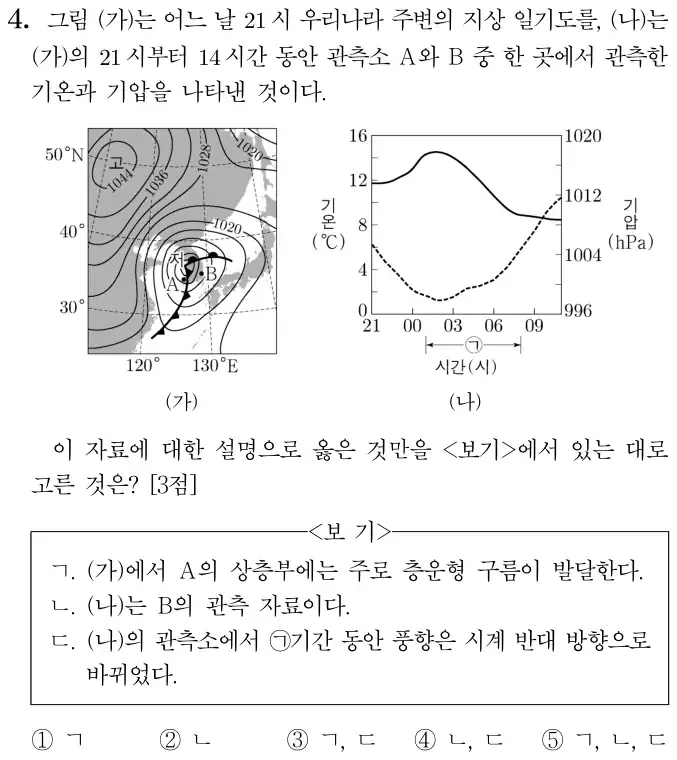 4. 그림 (가)는 어느 날 21시 우리나라 주변의 지상 일기도를, (나)는
(가)의 21시부터 14시간 동안 관측소 A와 B 중 한 곳에서 관측한
기온과 기압을 나타낸 것이다.
50°N
40°
30°
120°
130°E
고
1044
1036
1028
1020
1020
저
A
B
(가)
기온(℃)
16
12
8
4
0
기압(hPa)
1020
1012
1004
996
21 00 03 06 09
㉠
시간(시)
(나)
이 자료에 대한 설명으로 옳은 것만을 <보기>에서 있는 대로
고른 것은? [3점]
<보 기>
ㄱ. (가)에서 A의 상층부에는 주로 층운형 구름이 발달한다.
ㄴ. (나)는 B의 관측 자료이다.
ㄷ. (나)의 관측소에서 ㉠기간 동안 풍향은 시계 반대 방향으로
바뀌었다.
① ㄱ ② ㄴ ③ ㄱ, ㄷ ④ ㄴ, ㄷ ⑤ ㄱ, ㄴ, ㄷ